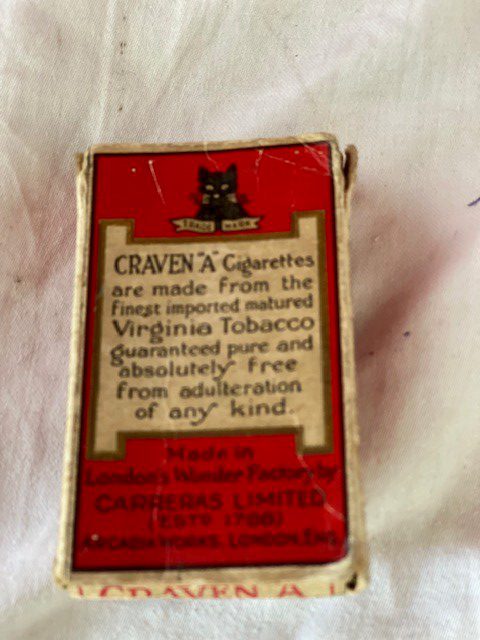 TRADE MARK
CRAVEN "A" Cigarettes
are made from the
finest imported matured
Virginia Tobacco
guaranteed pure and
absolutely free
from adulteration
of any kind.
Made in
London's Wonder Factory by
CARRERAS LIMITED
(ESTD 1788)
ARCADIA WORKS, LONDON, ENG.
CRAVEN A